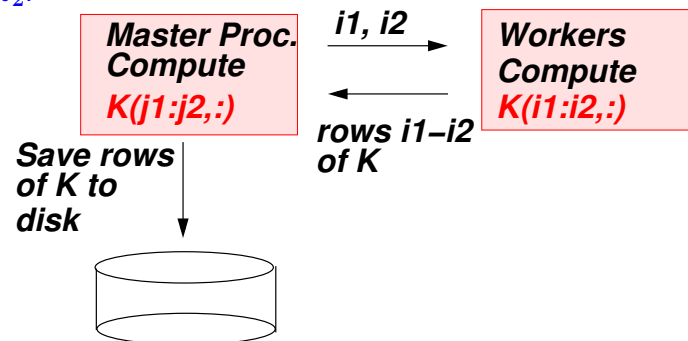 Master Proc.
Compute
K(j1:j2,:)
i1, i2
Workers
Compute
K(i1:i2,:)
rows i1–i2
of K
Save rows
of K to
disk